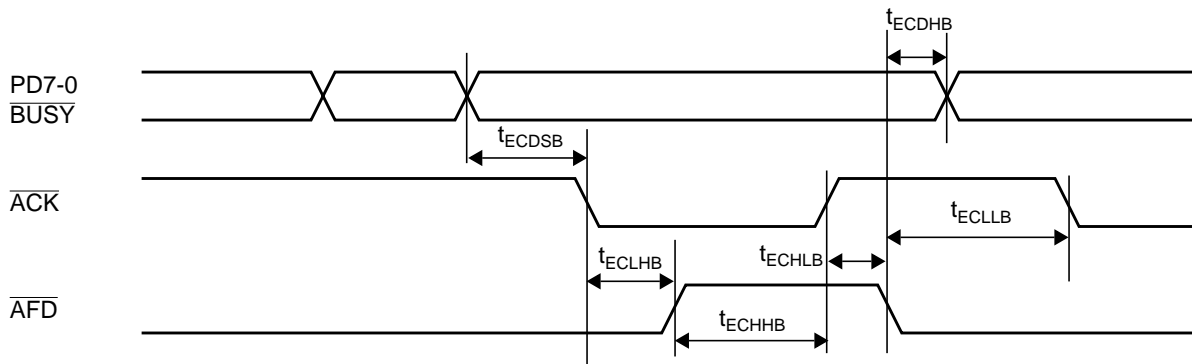 tECDHB
PD7-0
BUSY
tECDSB
ACK
tECLLB
tECLHB
tECHLB
AFD
tECHHB